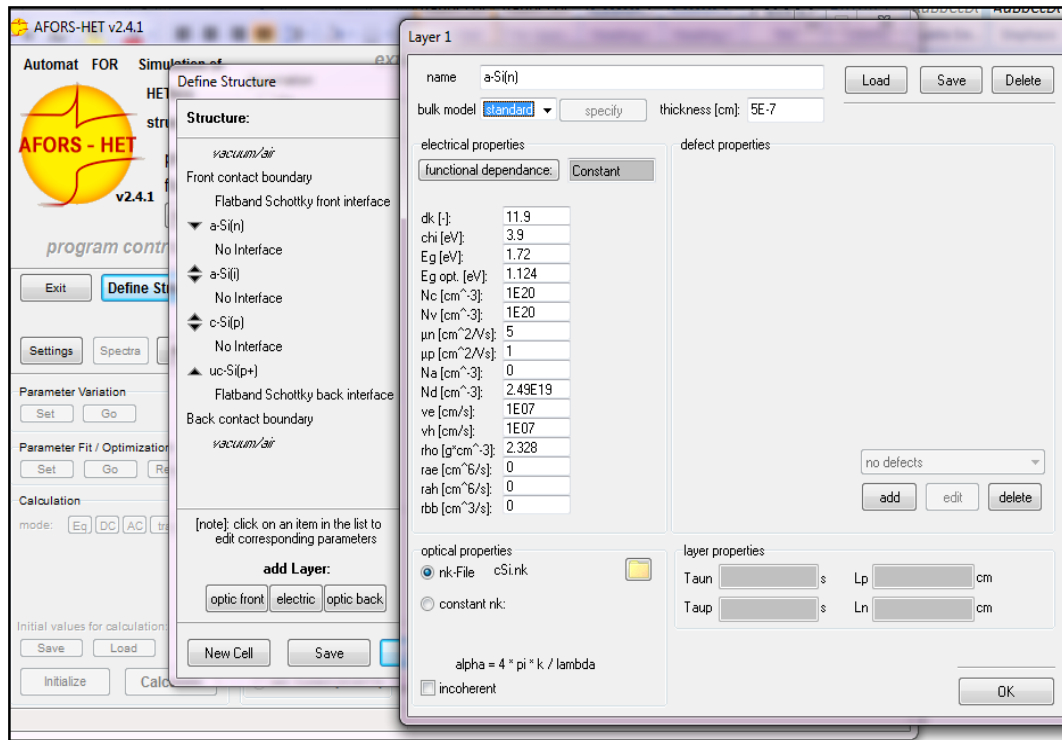 AFORS-HET v2.4.1
Automat FOR Simulation of
HET
stru
AFORS - HET
v2.4.1
program contr
Exit
Define St
Settings
Spectra
Parameter Variation
Set
Go
Parameter Fit / Optimization
Set
Go
Re
Calculation
mode:
Eq
DC
AC
tra
Initial values for calculation:
Save
Load
Initialize
Calc
Define Structure
Structure:
vacuum/air
Front contact boundary
Flatband Schottky front interface
a-Si(n)
No Interface
a-Si(i)
No Interface
c-Si(p)
No Interface
uc-Si(p+)
Flatband Schottky back interface
Back contact boundary
vacuum/air
[note]: click on an item in the list to
edit corresponding parameters
add Layer:
optic front
electric
optic back
New Cell
Save
Layer 1
name a-Si(n)
Load
Save
Delete
bulk model standard
specify
thickness [cm]: 5E-7
electrical properties
functional dependance: Constant
dk [-]: 11.9
chi [eV]: 3.9
Eg [eV]: 1.72
Eg opt. [eV]: 1.124
Nc [cm^-3]: 1E20
Nv [cm^-3]: 1E20
µn [cm^2/Vs]: 5
µp [cm^2/Vs]: 1
Na [cm^-3]: 0
Nd [cm^-3]: 2.49E19
ve [cm/s]: 1E07
vh [cm/s]: 1E07
rho [g*cm^-3]: 2.328
rae [cm^6/s]: 0
rah [cm^6/s]: 0
rbb [cm^3/s]: 0
defect properties
no defects
add
edit
delete
optical properties
nk-File cSi.nk
constant nk:
alpha = 4 * pi * k / lambda
incoherent
layer properties
Taun s Lp cm
Taup s Ln cm
OK